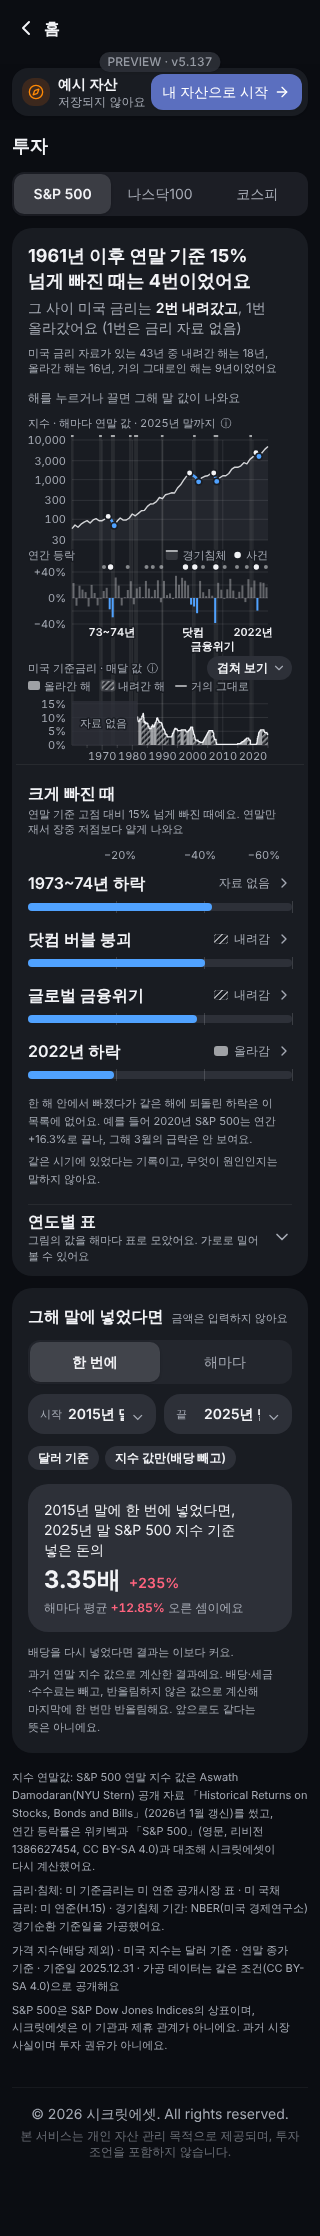 홈
PREVIEW · v5.137
예시 자산
저장되지 않아요
내 자산으로 시작
투자
S&P 500
나스닥100
코스피
1961년 이후 연말 기준 15%
넘게 빠진 때는 4번이었어요
그 사이 미국 금리는 2번 내려갔고, 1번
올라갔어요 (1번은 금리 자료 없음)
미국 금리 자료가 있는 43년 중 내려간 해는 18년,
올라간 해는 16년, 거의 그대로인 해는 9년이었어요
해를 누르거나 끌면 그해 말 값이 나와요
지수 · 해마다 연말 값 · 2025년 말까지 ⓘ
10,000
3,000
1,000
300
100
30
연간 등락
경기침체
사건
+40%
0%
−40%
73~74년
닷컴
2022년
금융위기
미국 기준금리 · 매달 값 ⓘ
겹쳐 보기
올라간 해
내려간 해
거의 그대로
15%
10%
5%
0%
자료 없음
1970 1980 1990 2000 2010 2020
크게 빠진 때
연말 기준 고점 대비 15% 넘게 빠진 때예요. 연말만
재서 장중 저점보다 얕게 나와요
−20%
−40%
−60%
1973~74년 하락
자료 없음
닷컴 버블 붕괴
내려감
글로벌 금융위기
내려감
2022년 하락
올라감
한 해 안에서 빠졌다가 같은 해에 되돌린 하락은 이
목록에 없어요. 예를 들어 2020년 S&P 500는 연간
+16.3%로 끝나, 그해 3월의 급락은 안 보여요.
같은 시기에 있었다는 기록이고, 무엇이 원인인지는
말하지 않아요.
연도별 표
그림의 값을 해마다 표로 모았어요. 가로로 밀어
볼 수 있어요
그해 말에 넣었다면
금액은 입력하지 않아요
한 번에
해마다
시작 2015년
끝 2025년
달러 기준
지수 값만(배당 빼고)
2015년 말에 한 번에 넣었다면,
2025년 말 S&P 500 지수 기준
넣은 돈의
3.35배 +235%
해마다 평균 +12.85% 오른 셈이에요
배당을 다시 넣었다면 결과는 이보다 커요.
과거 연말 지수 값으로 계산한 결과예요. 배당·세금
·수수료는 빼고, 반올림하지 않은 값으로 계산해
마지막에 한 번만 반올림해요. 앞으로도 같다는
뜻은 아니에요.
지수 연말값: S&P 500 연말 지수 값은 Aswath
Damodaran(NYU Stern) 공개 자료 「Historical Returns on
Stocks, Bonds and Bills」(2026년 1월 갱신)를 썼고,
연간 등락률은 위키백과 「S&P 500」(영문, 리비전
1386627454, CC BY-SA 4.0)과 대조해 시크릿에셋이
다시 계산했어요.
금리·침체: 미 기준금리는 미 연준 공개시장 표 · 미 국채
금리: 미 연준(H.15) · 경기침체 기간: NBER(미국 경제연구소)
경기순환 기준일을 가공했어요.
가격 지수(배당 제외) · 미국 지수는 달러 기준 · 연말 종가
기준 · 기준일 2025.12.31 · 가공 데이터는 같은 조건(CC BY-
SA 4.0)으로 공개해요
S&P 500은 S&P Dow Jones Indices의 상표이며,
시크릿에셋은 이 기관과 제휴 관계가 아니에요. 과거 시장
사실이며 투자 권유가 아니에요.
© 2026 시크릿에셋. All rights reserved.
본 서비스는 개인 자산 관리 목적으로 제공되며, 투자
조언을 포함하지 않습니다.